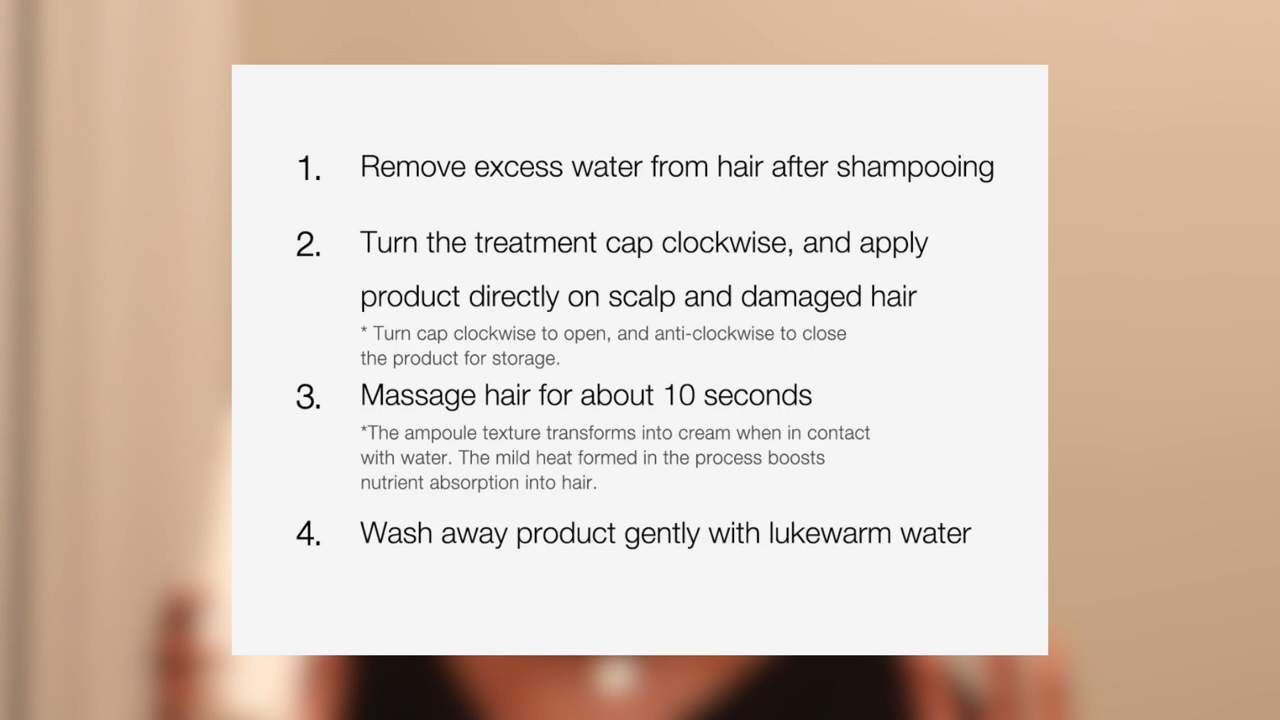 1. Remove excess water from hair after shampooing
2. Turn the treatment cap clockwise, and apply
product directly on scalp and damaged hair
* Turn cap clockwise to open, and anti-clockwise to close
the product for storage.
3. Massage hair for about 10 seconds
*The ampoule texture transforms into cream when in contact
with water. The mild heat formed in the process boosts
nutrient absorption into hair.
4. Wash away product gently with lukewarm water